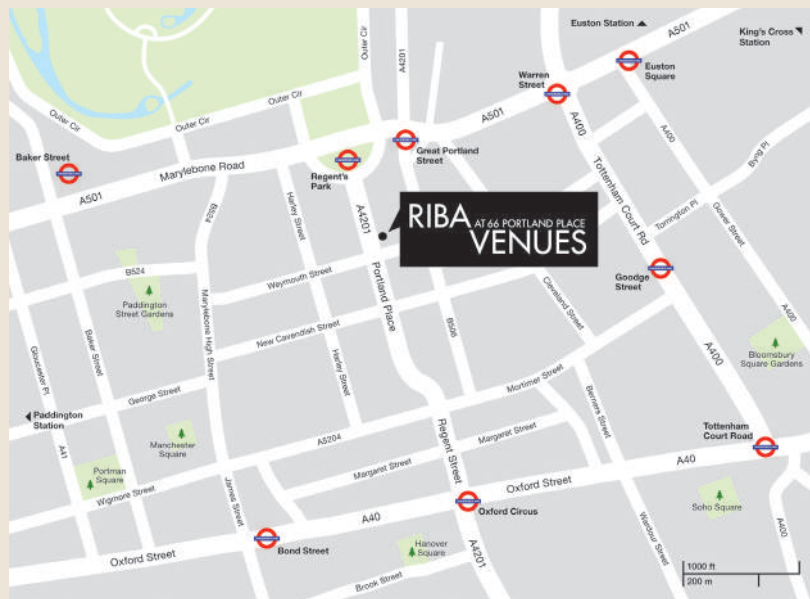 Euston Station
King's Cross
Station
A501
Outer Cir
A4201
Warren
Street
Euston
Square
Outer Cir
Outer Cir
Outer Cir
A501
A400
A400
Byng Pl
Baker Street
Marylebone Road
Great Portland
Street
Regent's
Park
A501
B524
Harley Street
A4201
RIBA AT 66 PORTLAND PLACE
VENUES
Tottenham Court Rd
Torrington Pl
Gower Street
B524
Weymouth Street
Portland Place
Goodge
Street
Paddington
Street Gardens
Marylebone High Street
Cleveland Street
A400
Baker Street
New Cavendish Street
B506
A400
Bloomsbury
Square Gardens
Gloucester Pl
Harley Street
George Street
Mortimer Street
Berners Street
Paddington
Station
Manchester
Square
A5204
Regent Street
Margaret Street
Tottenham
Court Road
A41
Portman
Square
Margaret Street
A40
Wigmore Street
James Street
Oxford Street
Oxford Circus
Soho Square
A40
Bond Street
Hanover
Square
A4201
Wardour Street
A400
Oxford Street
Brook Street
1000 ft
200 m